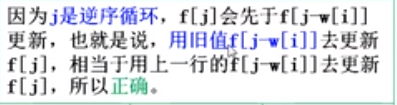 因为j是逆序循环，f[j]会先于f[j-w[i]]
更新，也就是说，用旧值f[j-w[i]]去更新
f[j]，相当于用上一行的f[j-w[i]]去更新
f[j]，所以正确。